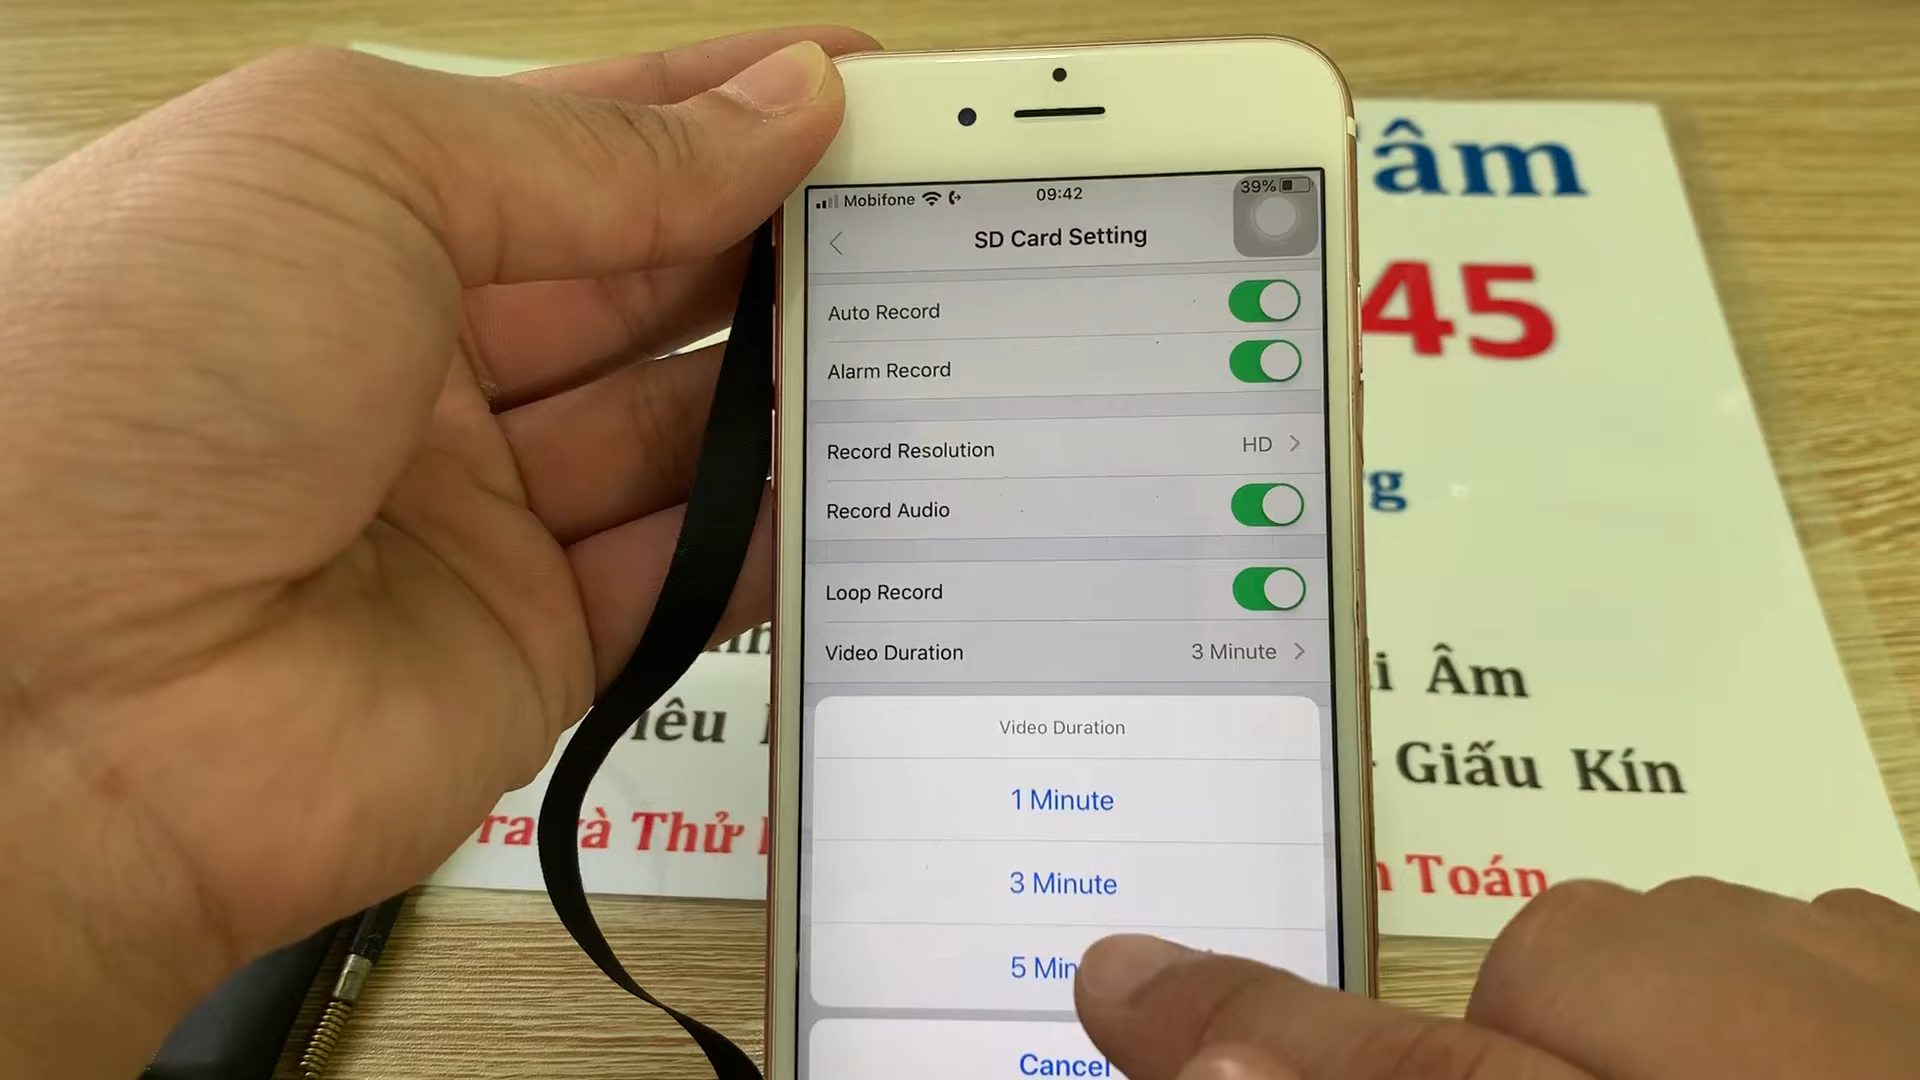 Mobifone
09:42
39%
SD Card Setting
Auto Record
Alarm Record
Record Resolution HD
Record Audio
Loop Record
Video Duration 3 Minute
Video Duration
1 Minute
3 Minute
5 Min
Cancel
âm
45
Âm
Giấu Kín
Thử
Toán